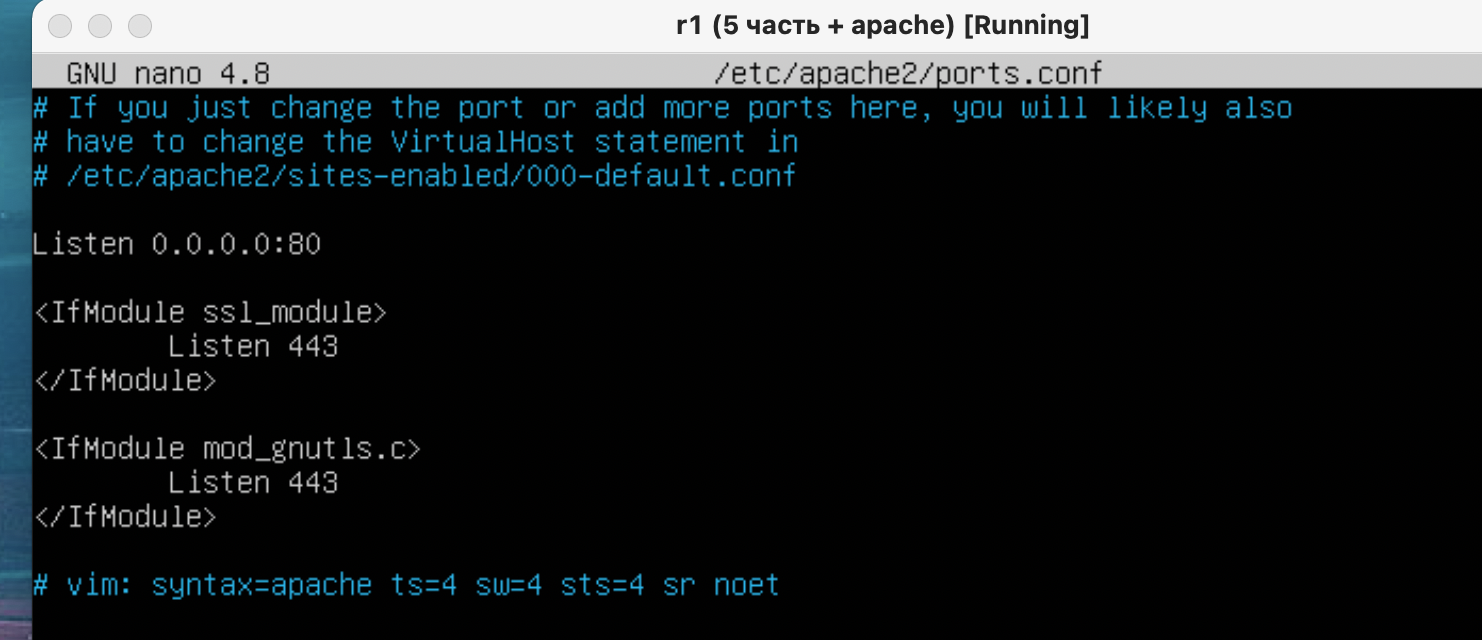 r1 (5 часть + apache) [Running]
GNU nano 4.8 /etc/apache2/ports.conf
# If you just change the port or add more ports here, you will likely also
# have to change the VirtualHost statement in
# /etc/apache2/sites-enabled/000-default.conf
Listen 0.0.0.0:80
<IfModule ssl_module>
Listen 443
</IfModule>
<IfModule mod_gnutls.c>
Listen 443
</IfModule>
# vim: syntax=apache ts=4 sw=4 sts=4 sr noet